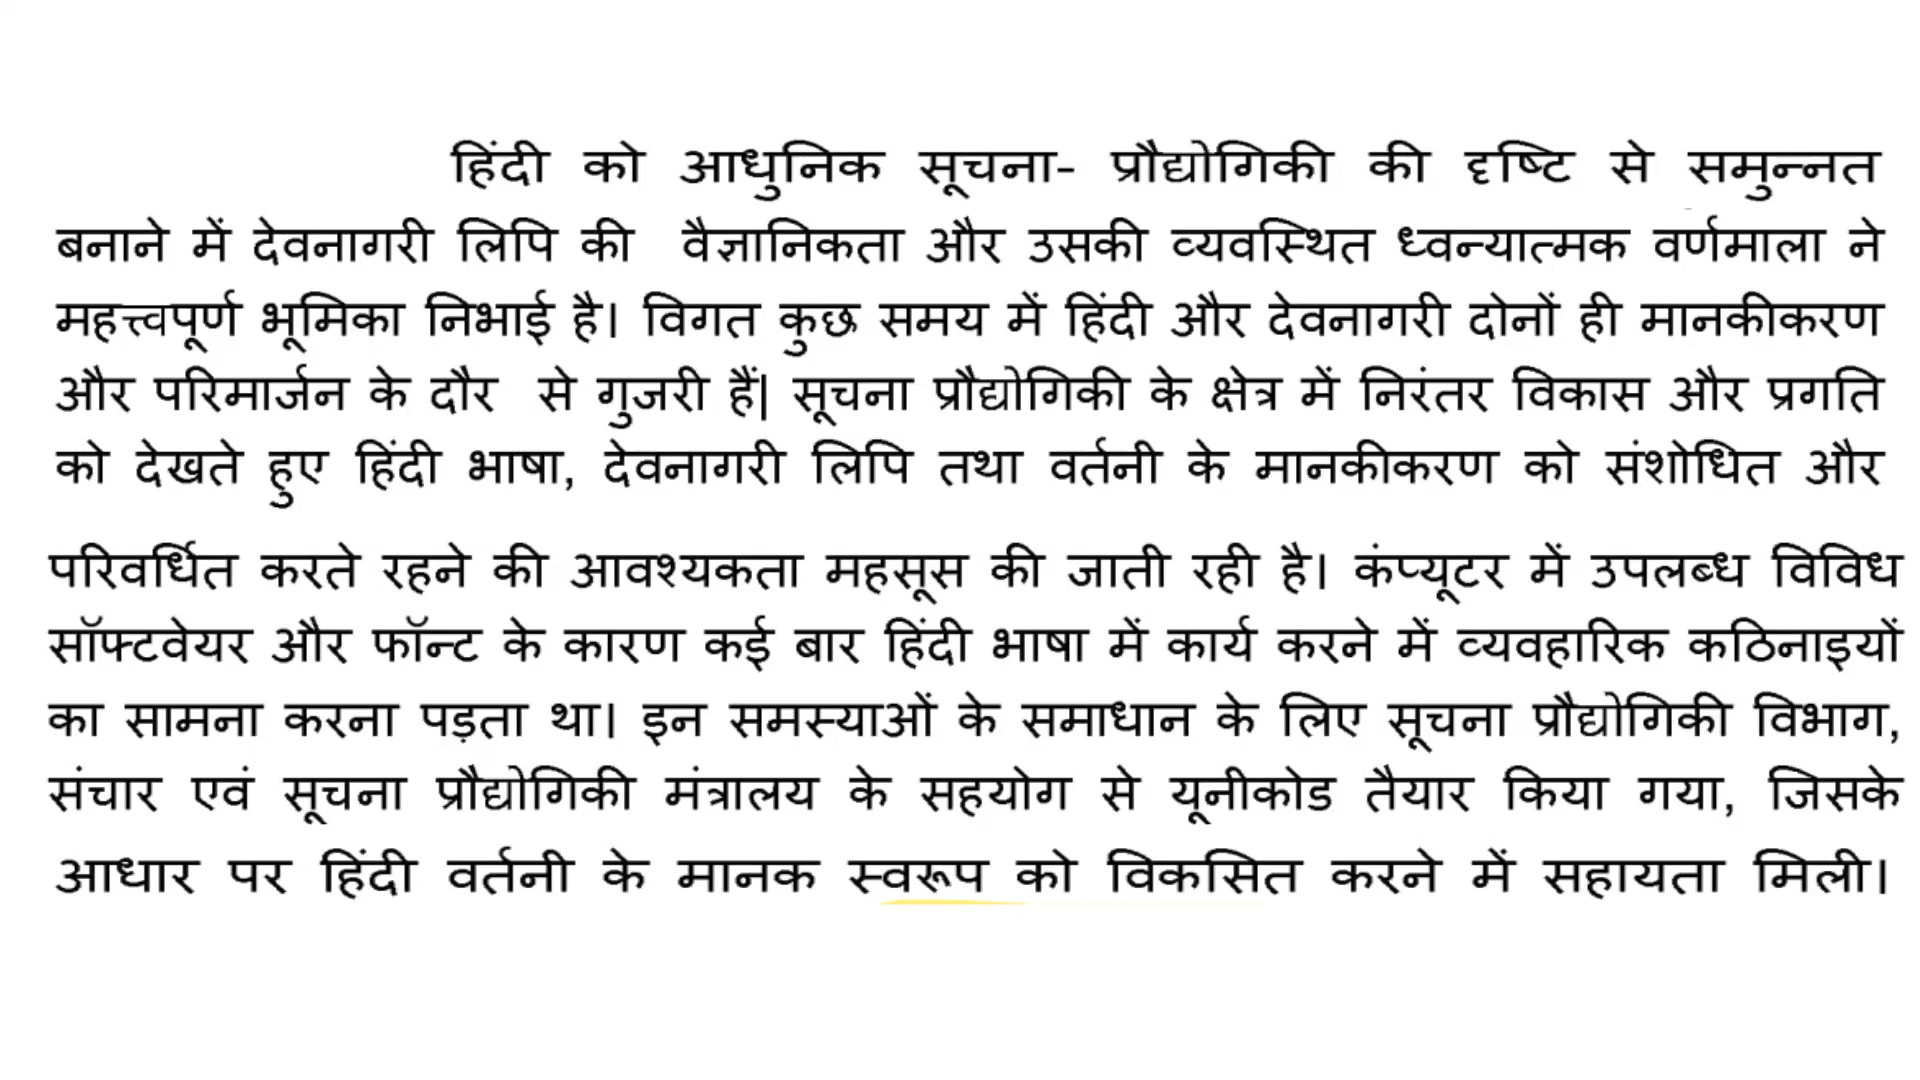 हिंदी को आधुनिक सूचना- प्रौद्योगिकी की दृष्टि से समुन्नत
बनाने में देवनागरी लिपि की वैज्ञानिकता और उसकी व्यवस्थित ध्वन्यात्मक वर्णमाला ने
महत्त्वपूर्ण भूमिका निभाई है। विगत कुछ समय में हिंदी और देवनागरी दोनों ही मानकीकरण
और परिमार्जन के दौर से गुजरी हैं| सूचना प्रौद्योगिकी के क्षेत्र में निरंतर विकास और प्रगति
को देखते हुए हिंदी भाषा, देवनागरी लिपि तथा वर्तनी के मानकीकरण को संशोधित और
परिवर्धित करते रहने की आवश्यकता महसूस की जाती रही है। कंप्यूटर में उपलब्ध विविध
सॉफ्टवेयर और फॉन्ट के कारण कई बार हिंदी भाषा में कार्य करने में व्यवहारिक कठिनाइयों
का सामना करना पड़ता था। इन समस्याओं के समाधान के लिए सूचना प्रौद्योगिकी विभाग,
संचार एवं सूचना प्रौद्योगिकी मंत्रालय के सहयोग से यूनीकोड तैयार किया गया, जिसके
आधार पर हिंदी वर्तनी के मानक स्वरूप को विकसित करने में सहायता मिली।